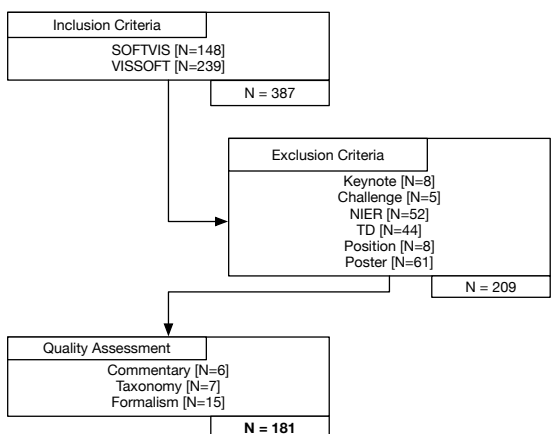 Inclusion Criteria
SOFTVIS [N=148]
VISSOFT [N=239]
N = 387
Exclusion Criteria
Keynote [N=8]
Challenge [N=5]
NIER [N=52]
TD [N=44]
Position [N=8]
Poster [N=61]
N = 209
Quality Assessment
Commentary [N=6]
Taxonomy [N=7]
Formalism [N=15]
N = 181